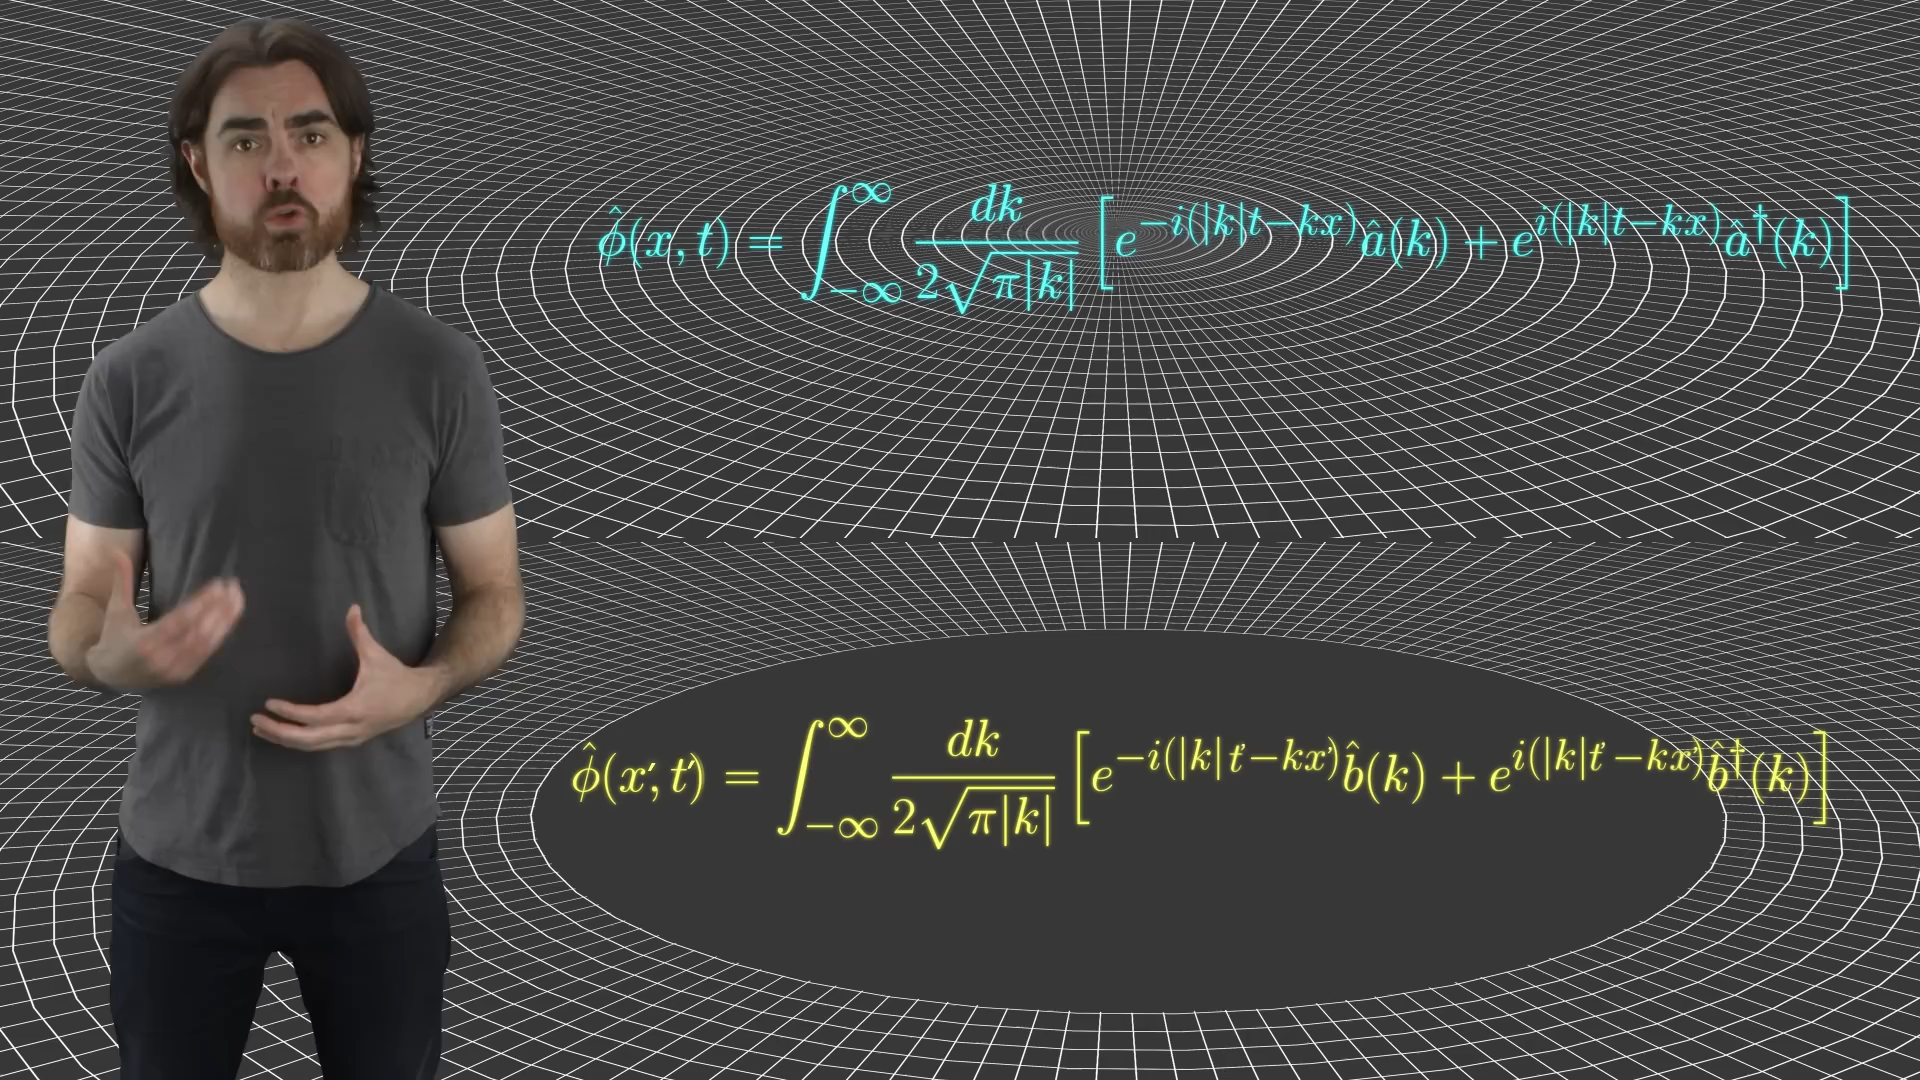 $\hat{\phi}(x,t) = \int_{-\infty}^{\infty} \frac{dk}{2\sqrt{\pi|k|}} \left[ e^{-i(|k|t-kx)} \hat{a}(k) + e^{i(|k|t-kx)} \hat{a}^{\dagger}(k) \right]$
$\hat{\phi}(x',t') = \int_{-\infty}^{\infty} \frac{dk}{2\sqrt{\pi|k|}} \left[ e^{-i(|k|t'-kx')} \hat{b}(k) + e^{i(|k|t'-kx')} \hat{b}^{\dagger}(k) \right]$